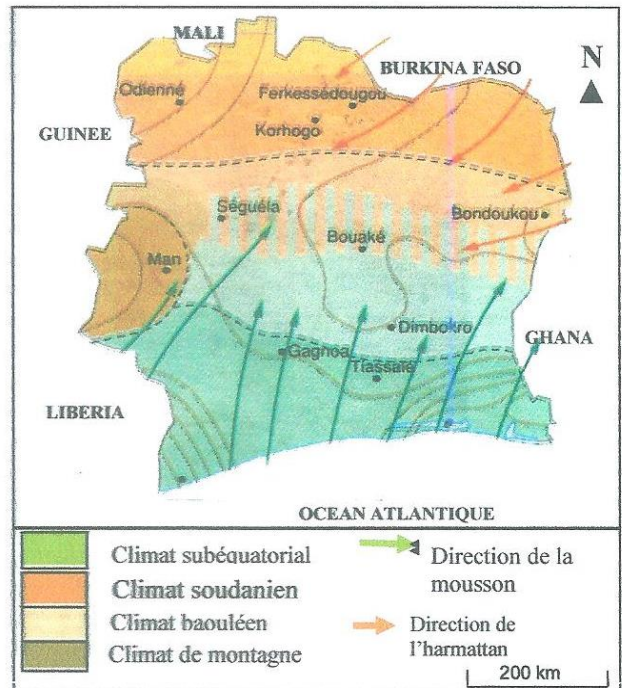 MALI
BURKINA FASO
N
Odienné
Ferkessédougou
Korhogo
GUINEE
Séguéla
Bondoukou
Bouaké
Man
Dimbokro
GHANA
Gagnoa
Tiassalé
LIBERIA
OCEAN ATLANTIQUE
Climat subéquatorial
Climat soudanien
Climat baouléen
Climat de montagne
Direction de la
mousson
Direction de
l'harmattan
200 km